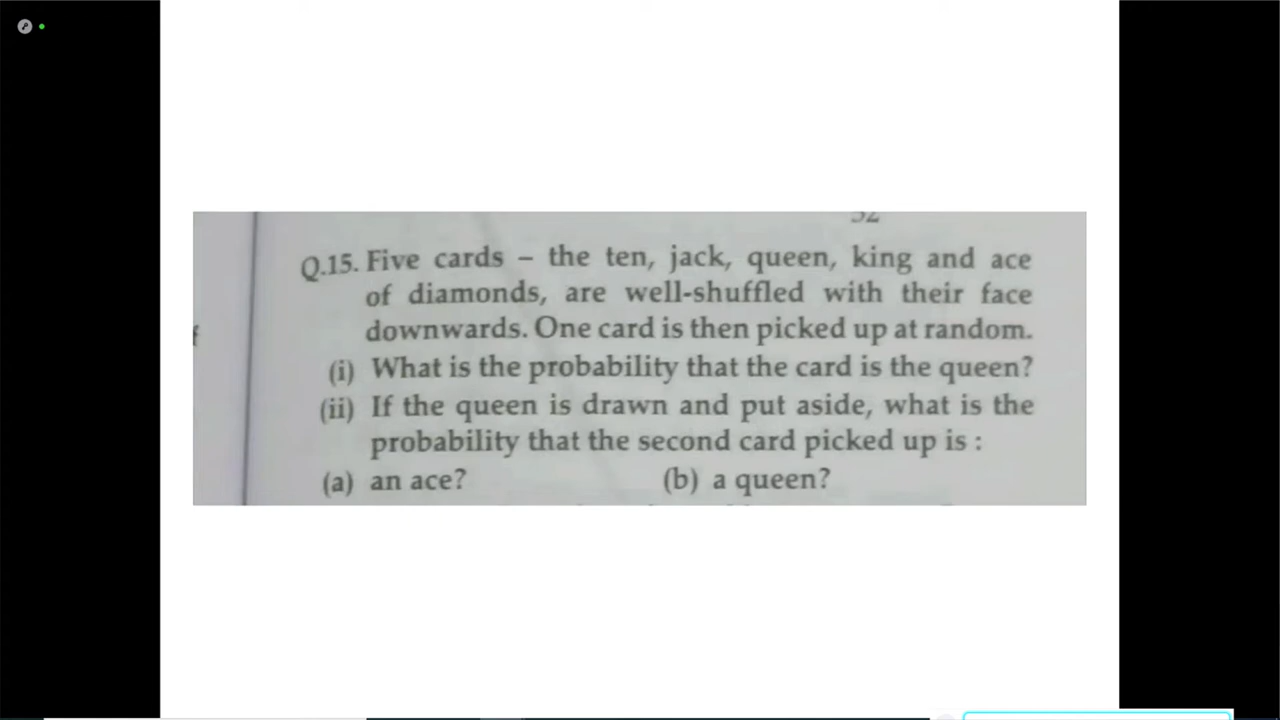 Q.15. Five cards – the ten, jack, queen, king and ace
of diamonds, are well-shuffled with their face
downwards. One card is then picked up at random.
(i) What is the probability that the card is the queen?
(ii) If the queen is drawn and put aside, what is the
probability that the second card picked up is :
(a) an ace? (b) a queen?